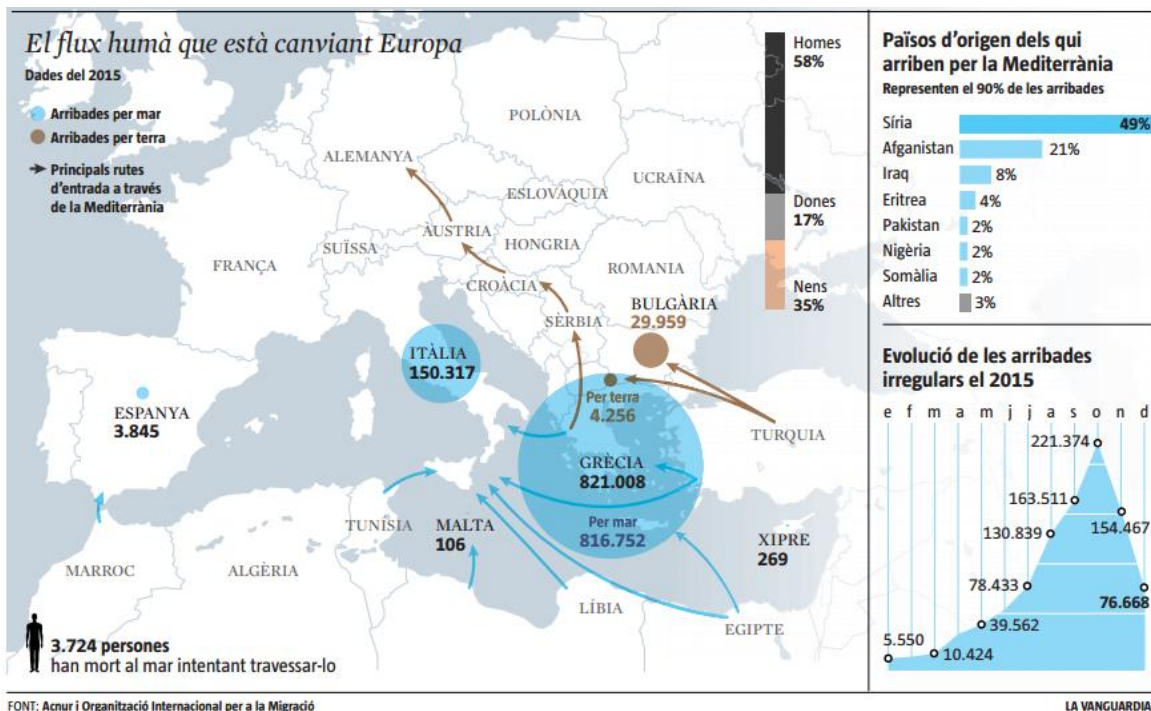 El flux humà que està canviant Europa
Dades del 2015
Arribades per mar
Arribades per terra
Principals rutes
d'entrada a través
de la Mediterrània
Homes
58%
Dones
17%
Nens
35%
POLÒNIA
ALEMANYA
UCRAÏNA
ESLOVÀQUIA
ÀUSTRIA
SUÏSSA
HONGRIA
FRANÇA
ROMANIA
CROÀCIA
BULGÀRIA
29.959
SÈRBIA
ITÀLIA
150.317
Per terra
4.256
ESPANYA
3.845
TURQUIA
GRÈCIA
821.008
Per mar
816.752
TUNÍSIA
MALTA
106
XIPRE
269
MARROC
ALGÈRIA
LÍBIA
EGIPTE
3.724 persones
han mort al mar intentant travessar-lo
Països d'origen dels qui
arriben per la Mediterrània
Representen el 90% de les arribades
Síria 49%
Afganistan 21%
Iraq 8%
Eritrea 4%
Pakistan 2%
Nigèria 2%
Somàlia 2%
Altres 3%
Evolució de les arribades
irregulars el 2015
e f m a m j j a s o n d
221.374
163.511
154.467
130.839
78.433
76.668
39.562
5.550
10.424
FONT: Acnur i Organització Internacional per a la Migració
LA VANGUARDIA